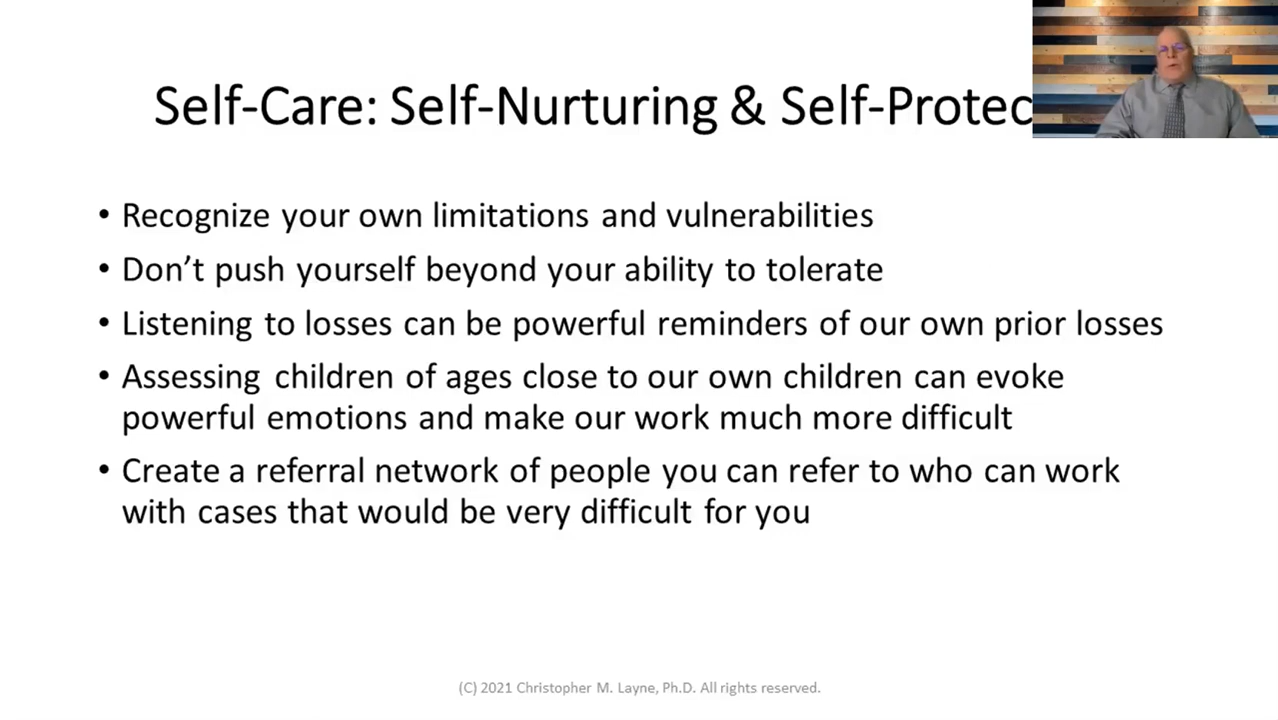 Self-Care: Self-Nurturing & Self-Protec
• Recognize your own limitations and vulnerabilities
• Don’t push yourself beyond your ability to tolerate
• Listening to losses can be powerful reminders of our own prior losses
• Assessing children of ages close to our own children can evoke
powerful emotions and make our work much more difficult
• Create a referral network of people you can refer to who can work
with cases that would be very difficult for you
(C) 2021 Christopher M. Layne, Ph.D. All rights reserved.